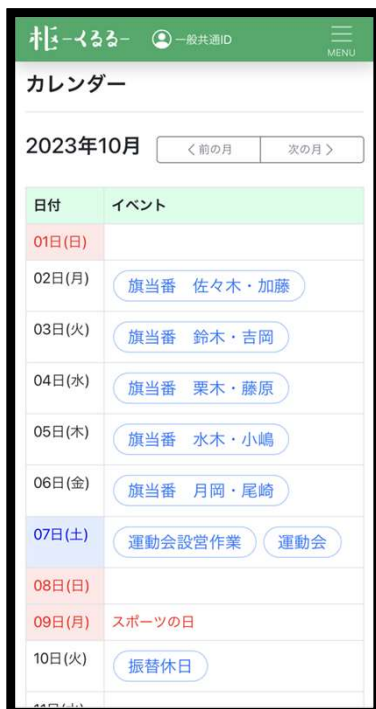 枢-くるる- 一般共通ID
MENU
カレンダー
2023年10月 く前の月 次の月 >
日付 イベント
01日(日)
02日(月) 旗当番 佐々木・加藤
03日(火) 旗当番 鈴木・吉岡
04日(水) 旗当番 栗木・藤原
05日(木) 旗当番 水木・小嶋
06日(金) 旗当番 月岡・尾崎
07日(土) 運動会設営作業 運動会
08日(日)
09日(月) スポーツの日
10日(火) 振替休日